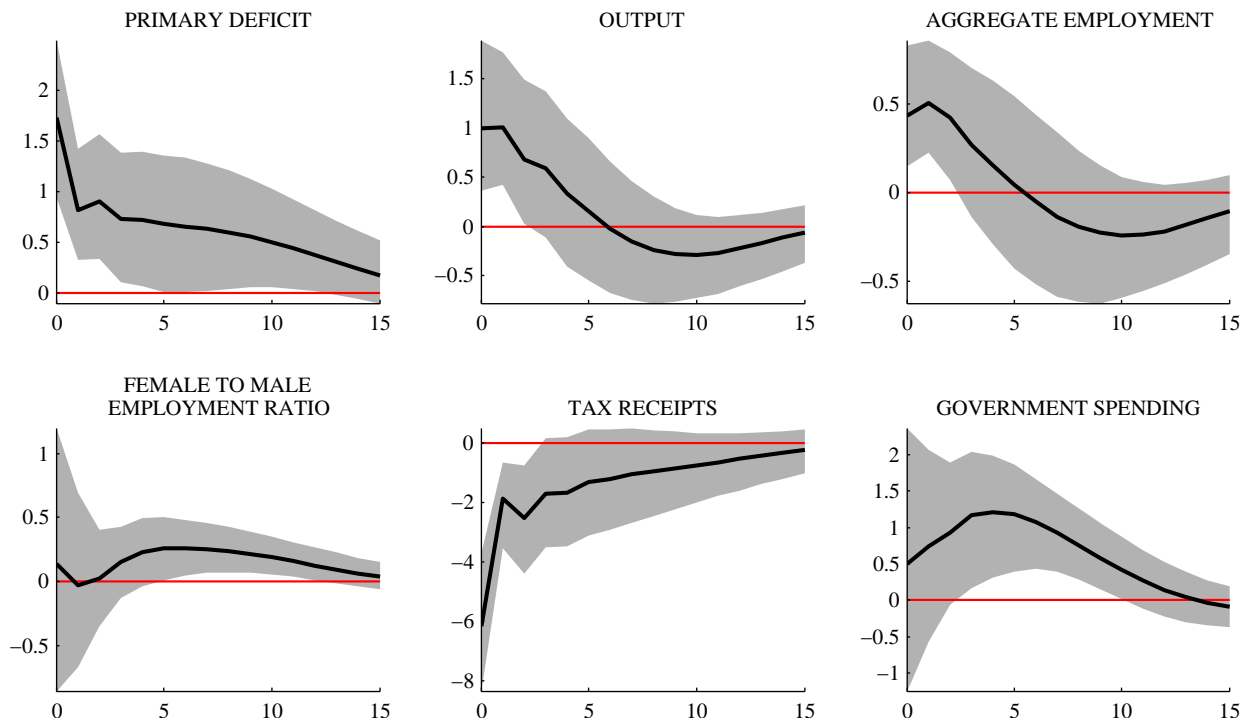 PRIMARY DEFICIT
2
1.5
1
0.5
0
0 5 10 15
OUTPUT
1.5
1
0.5
0
−0.5
0 5 10 15
AGGREGATE EMPLOYMENT
0.5
0
−0.5
0 5 10 15
FEMALE TO MALE
EMPLOYMENT RATIO
1
0.5
0
−0.5
0 5 10 15
TAX RECEIPTS
0
−2
−4
−6
−8
0 5 10 15
GOVERNMENT SPENDING
2
1.5
1
0.5
0
−0.5
−1
0 5 10 15